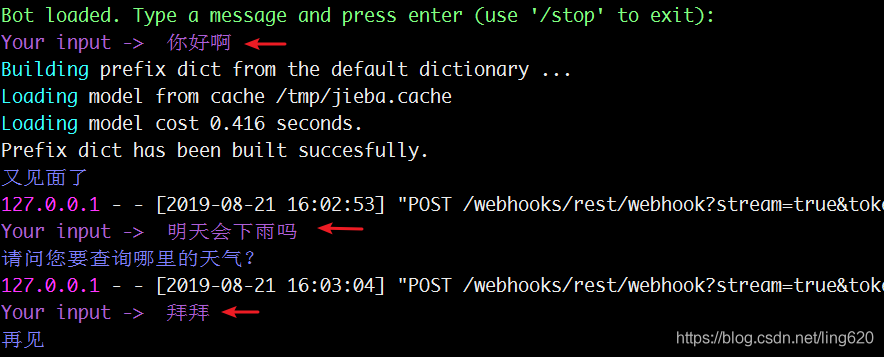 Bot loaded. Type a message and press enter (use '/stop' to exit):
Your input -> 你好啊
Building prefix dict from the default dictionary ...
Loading model from cache /tmp/jieba.cache
Loading model cost 0.416 seconds.
Prefix dict has been built succesfully.
又见面了
127.0.0.1 - - [2019-08-21 16:02:53] "POST /webhooks/rest/webhook?stream=true&toke
Your input -> 明天会下雨吗
请问您要查询哪里的天气?
127.0.0.1 - - [2019-08-21 16:03:04] "POST /webhooks/rest/webhook?stream=true&toke
Your input -> 拜拜
再见
https://blog.csdn.net/ling620